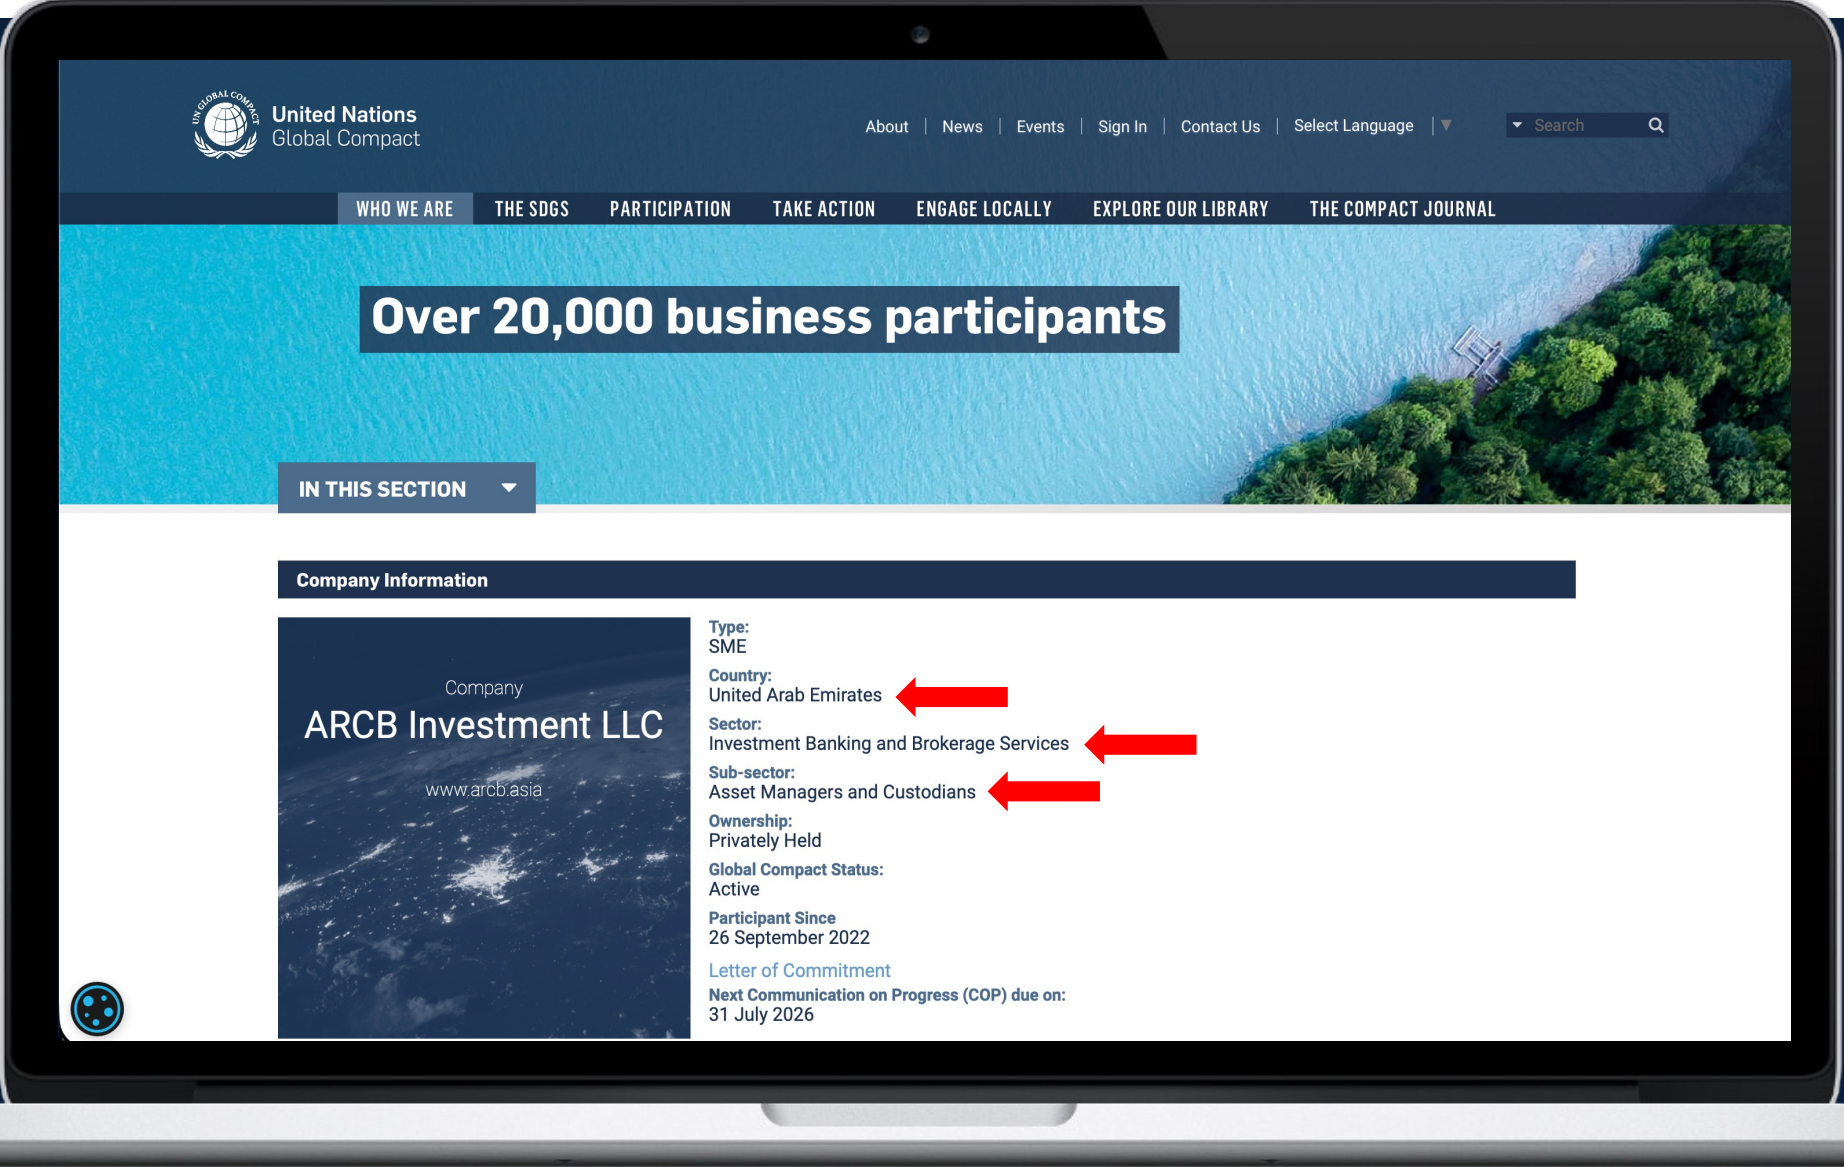 UN GLOBAL COMPACT
United Nations
Global Compact
About | News | Events | Sign In | Contact Us | Select Language | ▼
Search
WHO WE ARE
THE SDGS
PARTICIPATION
TAKE ACTION
ENGAGE LOCALLY
EXPLORE OUR LIBRARY
THE COMPACT JOURNAL
Over 20,000 business participants
IN THIS SECTION
Company Information
Company
ARCB Investment LLC
www.arcb.asia
Type:
SME
Country:
United Arab Emirates
Sector:
Investment Banking and Brokerage Services
Sub-sector:
Asset Managers and Custodians
Ownership:
Privately Held
Global Compact Status:
Active
Participant Since
26 September 2022
Letter of Commitment
Next Communication on Progress (COP) due on:
31 July 2026